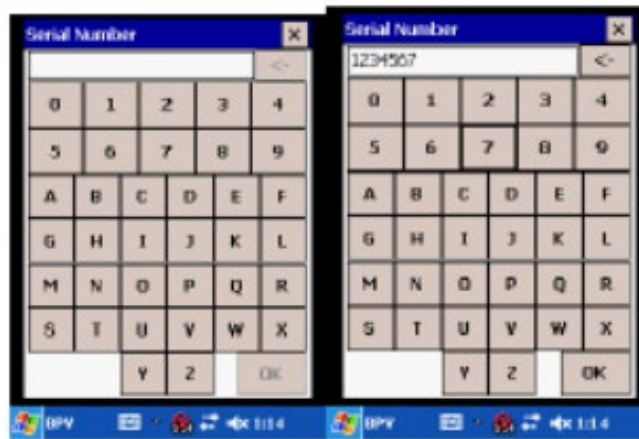 Serial Number
<-
0 1 2 3 4
5 6 7 8 9
A B C D E F
G H I J K L
M N O P Q R
S T U V W X
Y Z OK
BPV 1:14
Serial Number
1234567 <-
0 1 2 3 4
5 6 7 8 9
A B C D E F
G H I J K L
M N O P Q R
S T U V W X
Y Z OK
BPV 1:14